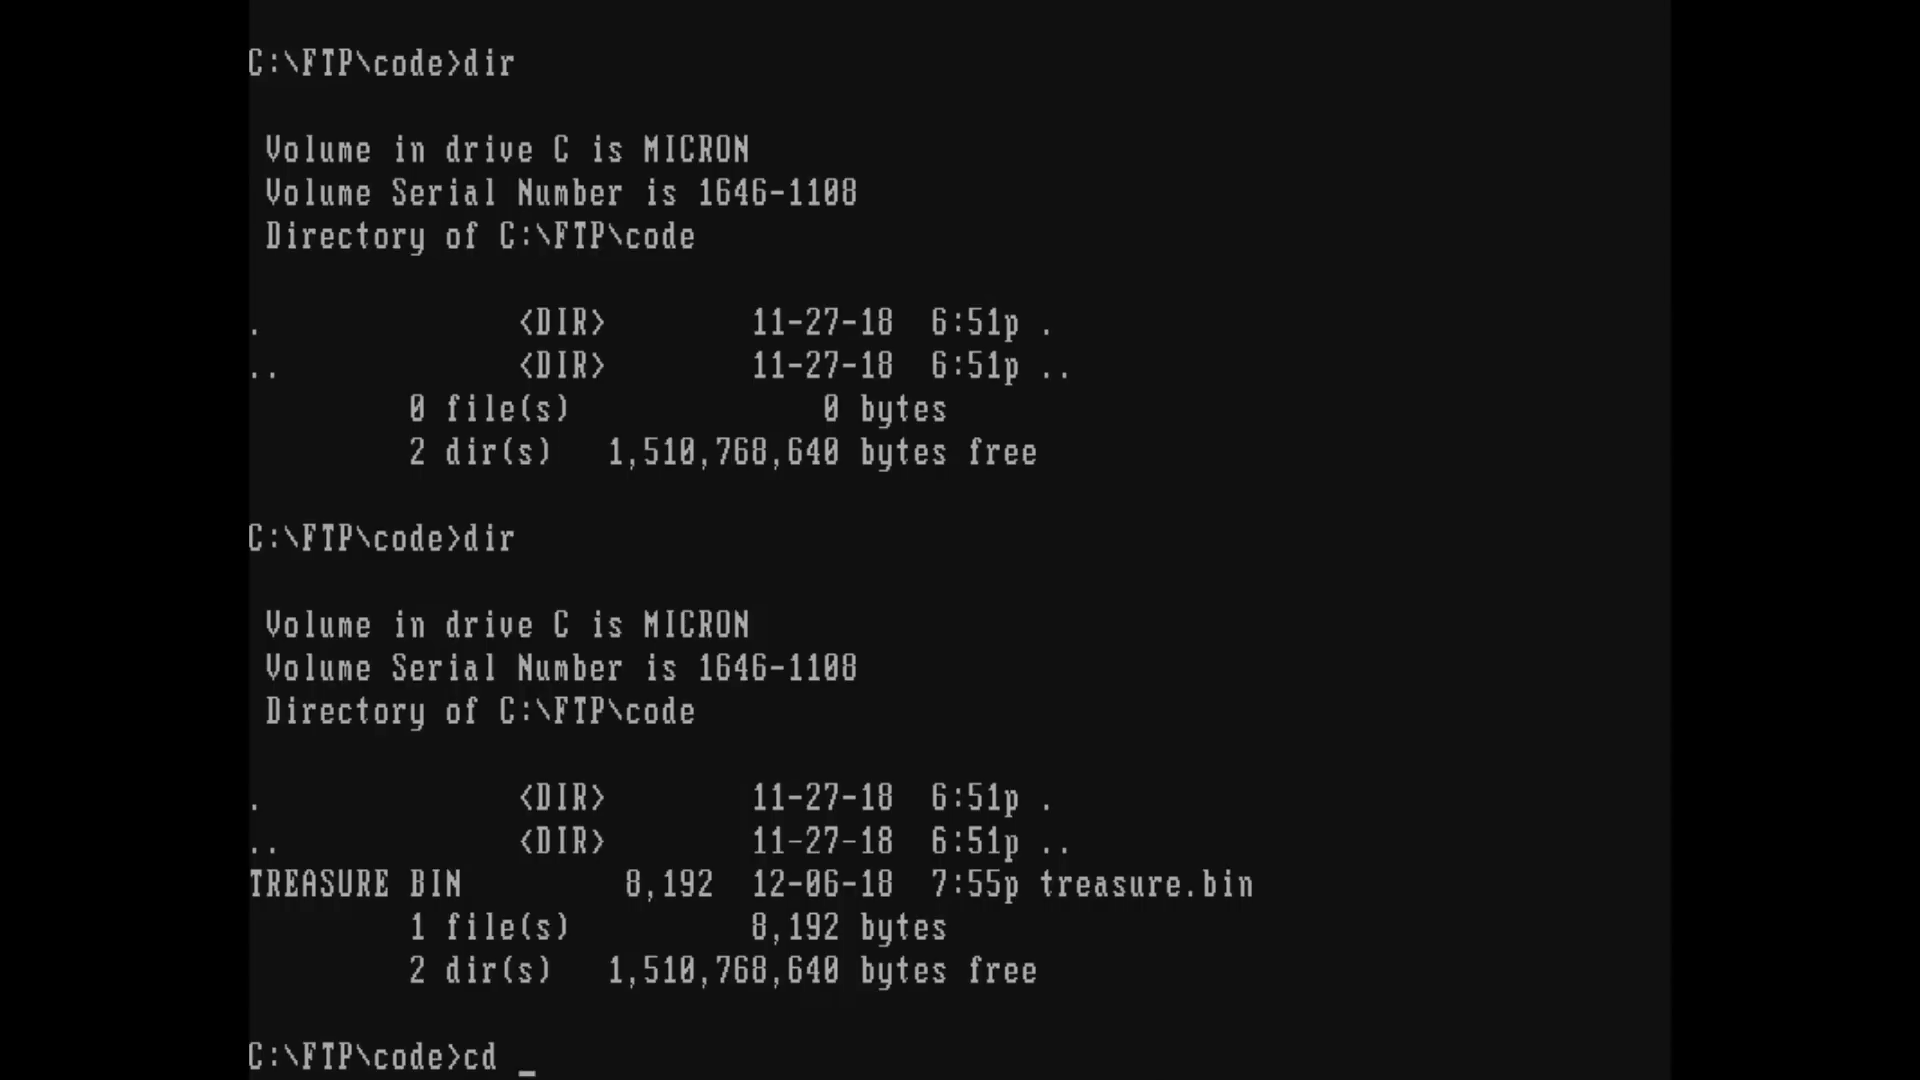 C:\FTP\code>dir
Volume in drive C is MICRON
Volume Serial Number is 1646-1108
Directory of C:\FTP\code
. <DIR> 11-27-18 6:51p .
.. <DIR> 11-27-18 6:51p ..
0 file(s) 0 bytes
2 dir(s) 1,510,768,640 bytes free
C:\FTP\code>dir
Volume in drive C is MICRON
Volume Serial Number is 1646-1108
Directory of C:\FTP\code
. <DIR> 11-27-18 6:51p .
.. <DIR> 11-27-18 6:51p ..
TREASURE BIN 8,192 12-06-18 7:55p treasure.bin
1 file(s) 8,192 bytes
2 dir(s) 1,510,768,640 bytes free
C:\FTP\code>cd _